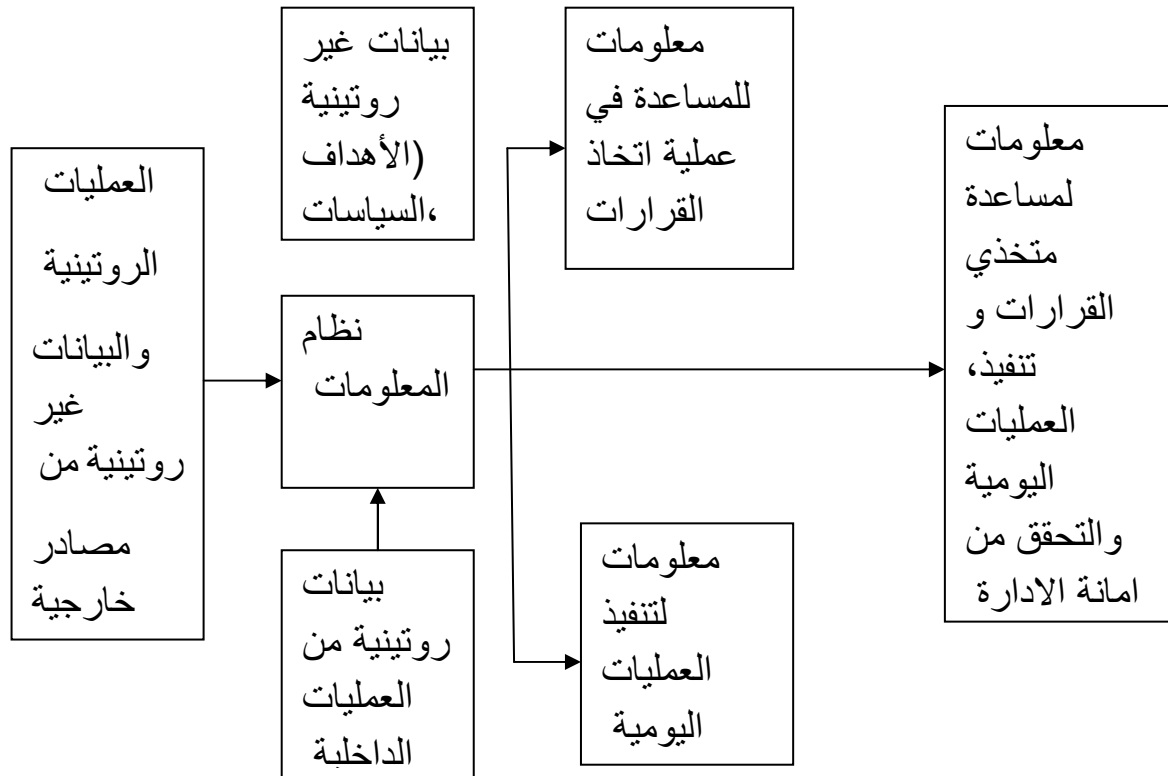 العمليات
الروتينية
والبيانات
غير
روتينية من
مصادر
خارجية
بيانات غير
روتينية
(الأهداف
،السياسات
نظام
المعلومات
بيانات
روتينية من
العمليات
الداخلية
معلومات
للمساعدة في
عملية اتخاذ
القرارات
معلومات
لتنفيذ
العمليات
اليومية
معلومات
لمساعدة
متخذي
القرارات و
تنفيذ،
العمليات
اليومية
والتحقق من
امانة الادارة